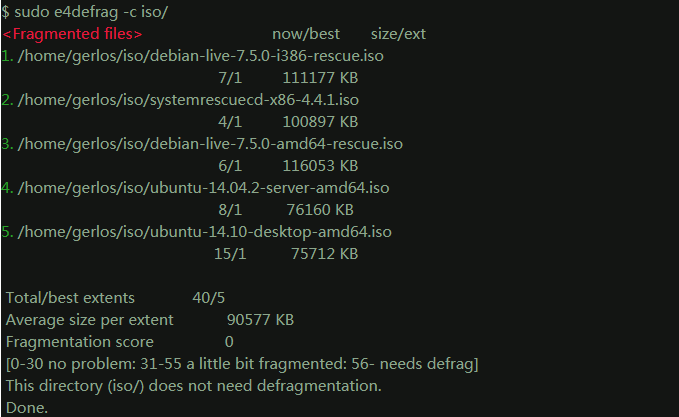 $ sudo e4defrag -c iso/
<Fragmented files> now/best size/ext
1. /home/gerlos/iso/debian-live-7.5.0-i386-rescue.iso
7/1 111177 KB
2. /home/gerlos/iso/systemrescuecd-x86-4.4.1.iso
4/1 100897 KB
3. /home/gerlos/iso/debian-live-7.5.0-amd64-rescue.iso
6/1 116053 KB
4. /home/gerlos/iso/ubuntu-14.04.2-server-amd64.iso
8/1 76160 KB
5. /home/gerlos/iso/ubuntu-14.10-desktop-amd64.iso
15/1 75712 KB
Total/best extents 40/5
Average size per extent 90577 KB
Fragmentation score 0
[0-30 no problem: 31-55 a little bit fragmented: 56- needs defrag]
This directory (iso/) does not need defragmentation.
Done.